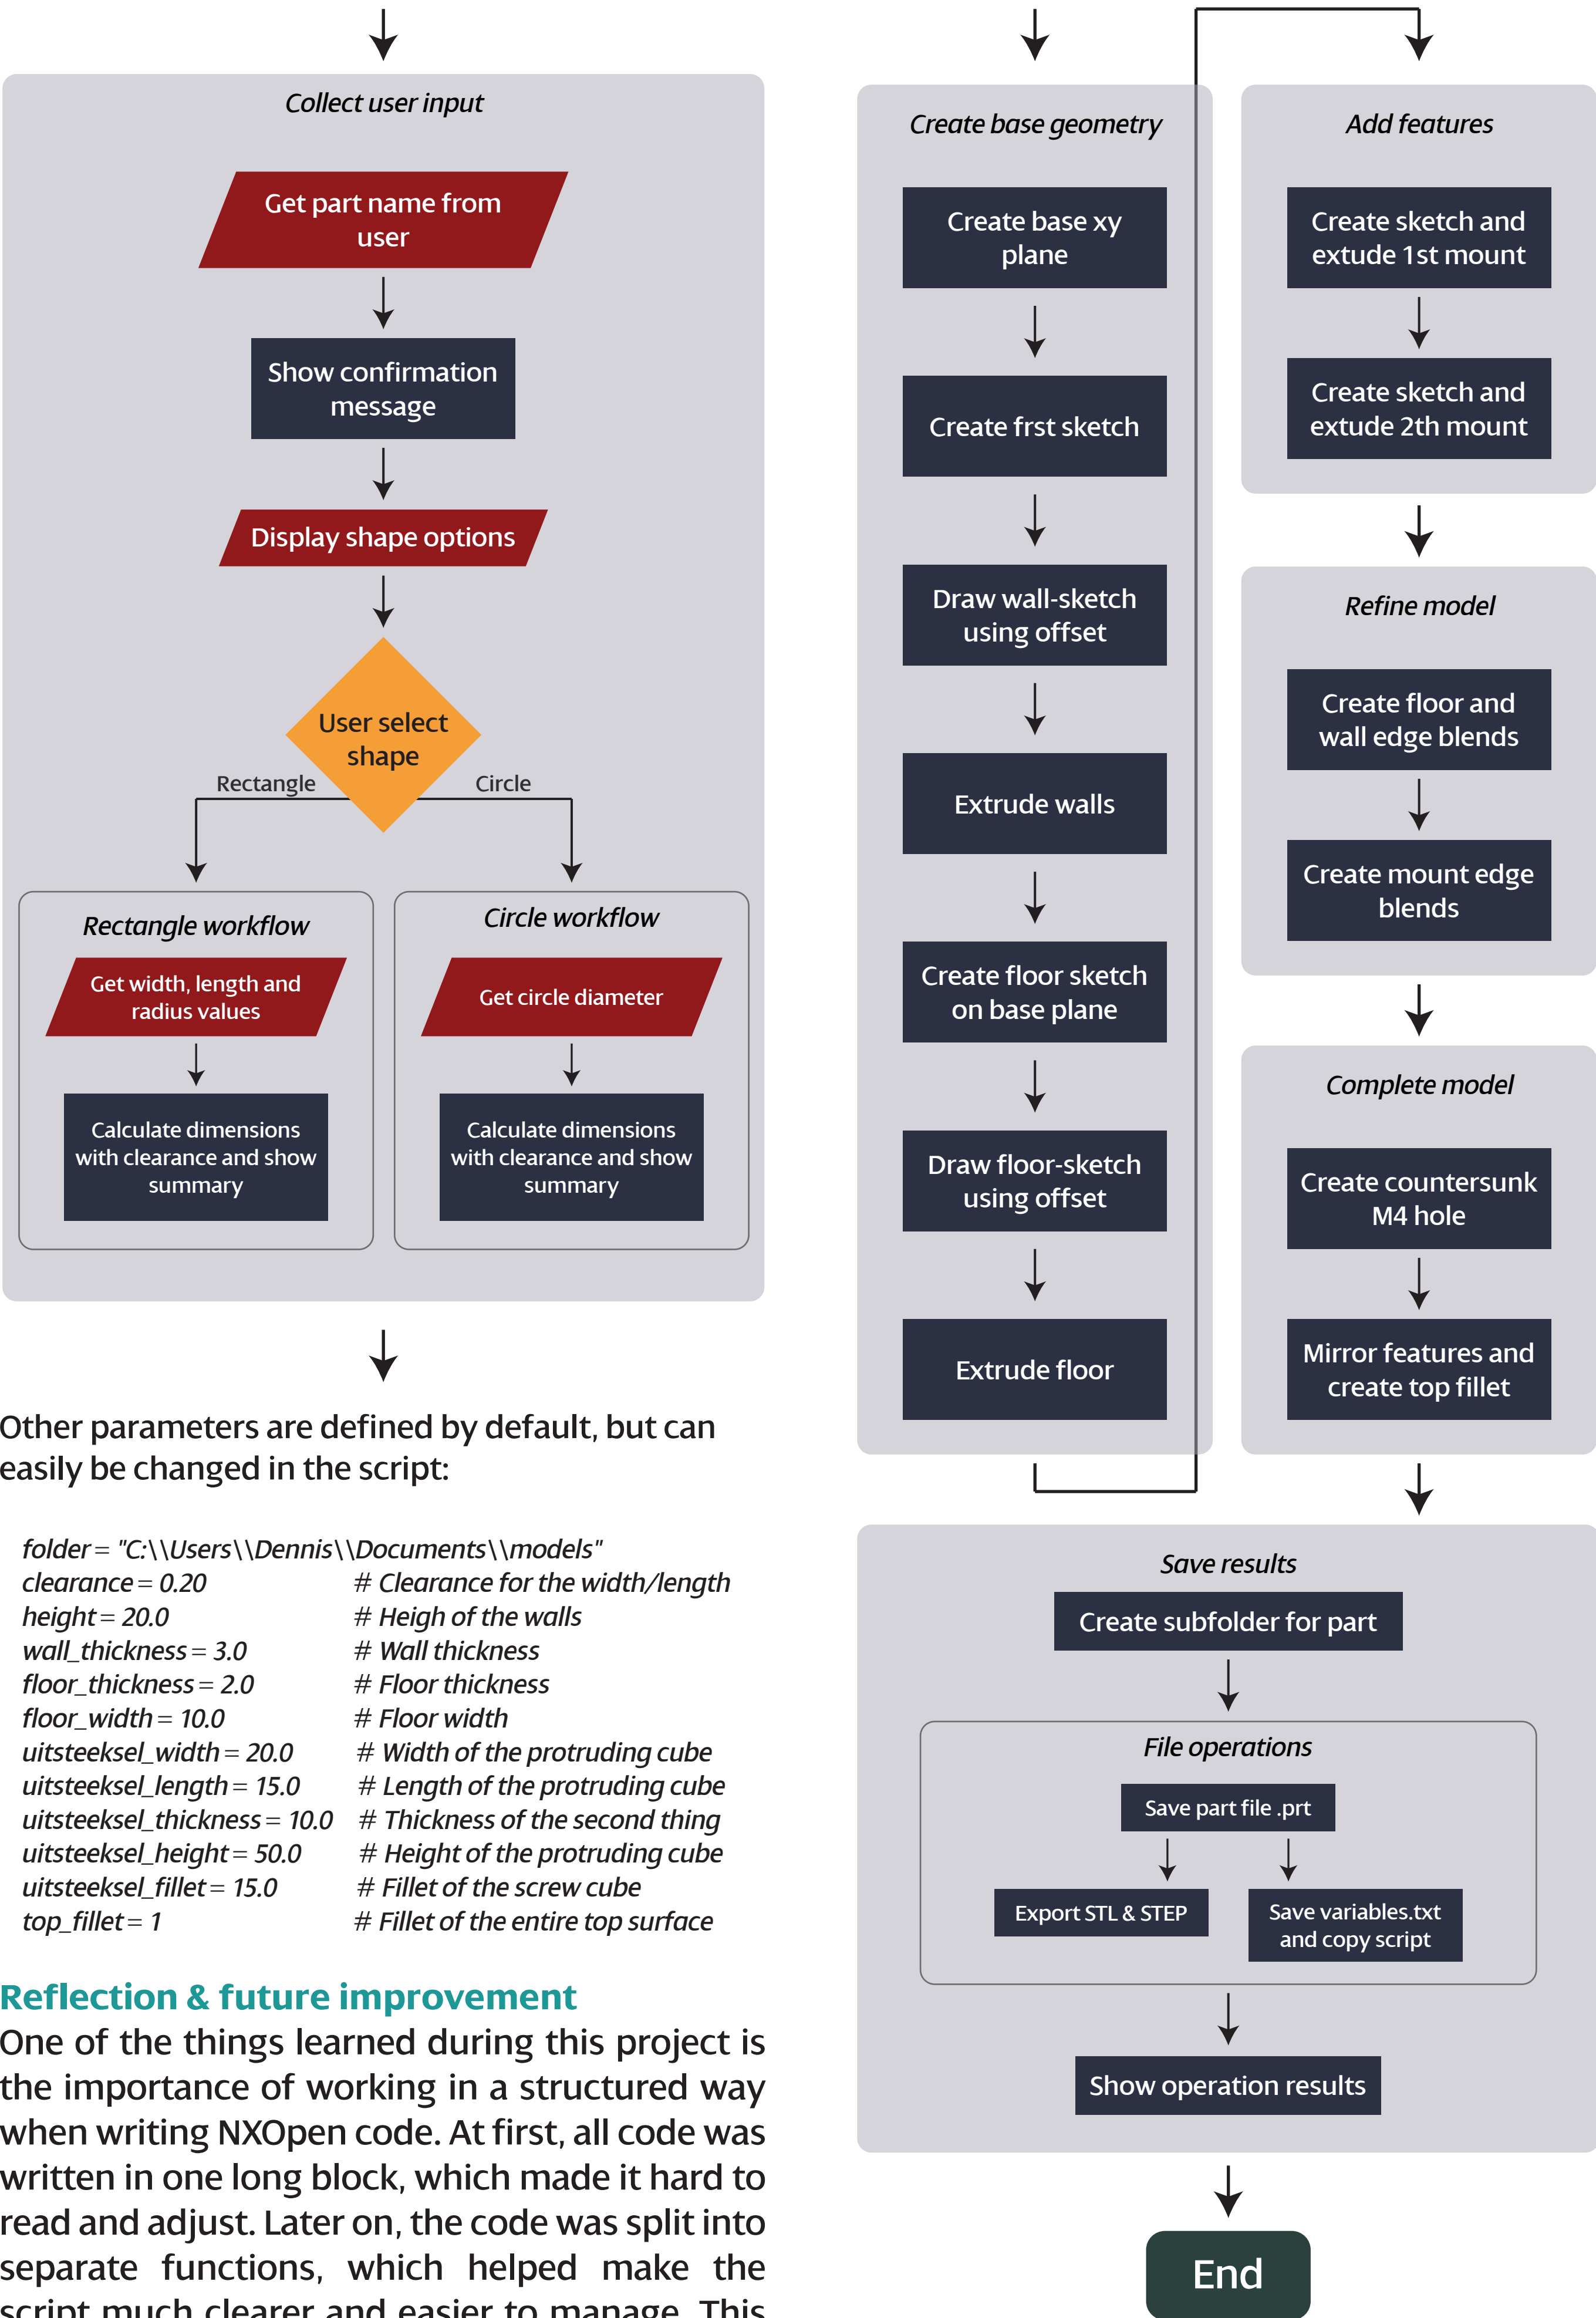 Collect user input
Get part name from
user
Show confirmation
message
Display shape options
User select
shape
Rectangle
Circle
Rectangle workflow
Get width, length and
radius values
Calculate dimensions
with clearance and show
summary
Circle workflow
Get circle diameter
Calculate dimensions
with clearance and show
summary
Other parameters are defined by default, but can
easily be changed in the script:
folder = "C:\\Users\\Dennis\\Documents\\models"
clearance = 0.20 # Clearance for the width/length
height = 20.0 # Heigh of the walls
wall_thickness = 3.0 # Wall thickness
floor_thickness = 2.0 # Floor thickness
floor_width = 10.0 # Floor width
uitsteeksel_width = 20.0 # Width of the protruding cube
uitsteeksel_length = 15.0 # Length of the protruding cube
uitsteeksel_thickness = 10.0 # Thickness of the second thing
uitsteeksel_height = 50.0 # Height of the protruding cube
uitsteeksel_fillet = 15.0 # Fillet of the screw cube
top_fillet = 1 # Fillet of the entire top surface
Reflection & future improvement
One of the things learned during this project is
the importance of working in a structured way
when writing NXOpen code. At first, all code was
written in one long block, which made it hard to
read and adjust. Later on, the code was split into
separate functions, which helped make the
script much clearer and easier to manage. This
Create base geometry
Create base xy
plane
Create frst sketch
Draw wall-sketch
using offset
Extrude walls
Create floor sketch
on base plane
Draw floor-sketch
using offset
Extrude floor
Add features
Create sketch and
extude 1st mount
Create sketch and
extude 2th mount
Refine model
Create floor and
wall edge blends
Create mount edge
blends
Complete model
Create countersunk
M4 hole
Mirror features and
create top fillet
Save results
Create subfolder for part
File operations
Save part file .prt
Export STL & STEP
Save variables.txt
and copy script
Show operation results
End